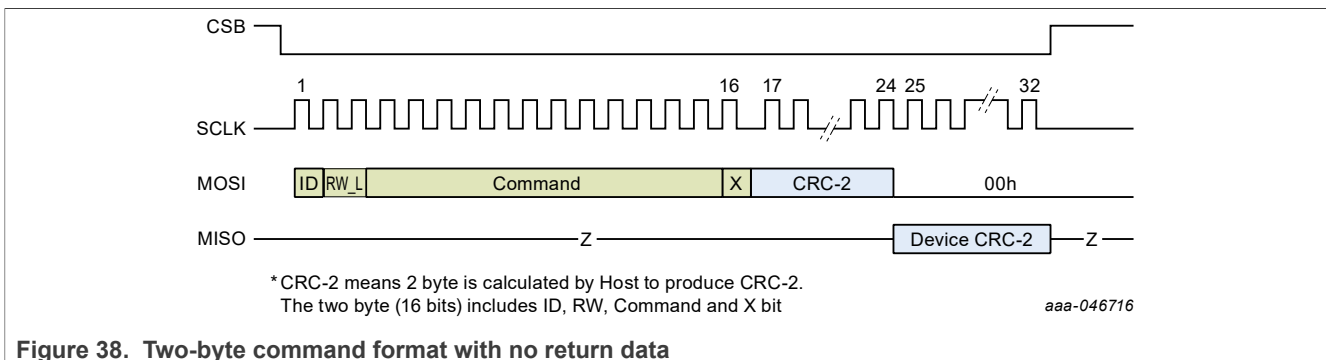 CSB
1 16 17 24 25 32
SCLK
MOSI ID RW_L Command X CRC-2 00h
MISO Z Device CRC-2 Z
* CRC-2 means 2 byte is calculated by Host to produce CRC-2.
The two byte (16 bits) includes ID, RW, Command and X bit
aaa-046716
Figure 38. Two-byte command format with no return data